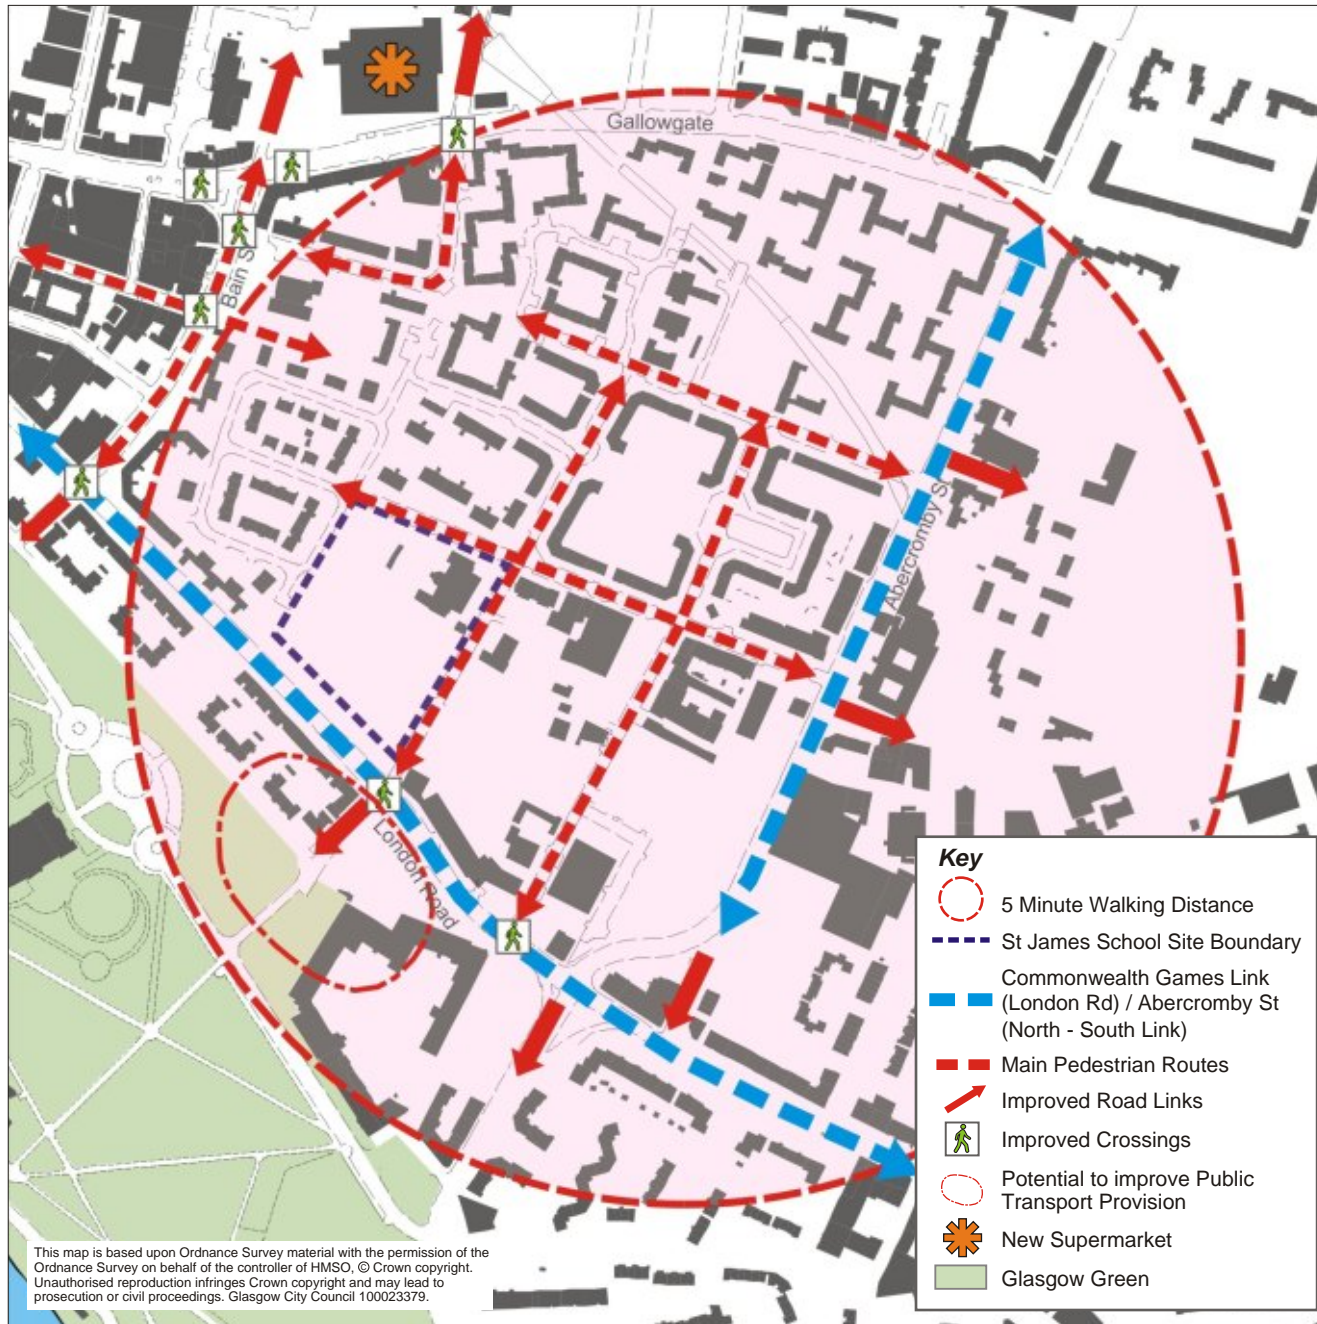 Gallowgate
Bain S
Abercromby S
London Road
Key
5 Minute Walking Distance
St James School Site Boundary
Commonwealth Games Link
(London Rd) / Abercromby St
(North - South Link)
Main Pedestrian Routes
Improved Road Links
Improved Crossings
Potential to improve Public
Transport Provision
New Supermarket
Glasgow Green
This map is based upon Ordnance Survey material with the permission of the
Ordnance Survey on behalf of the controller of HMSO, © Crown copyright.
Unauthorised reproduction infringes Crown copyright and may lead to
prosecution or civil proceedings. Glasgow City Council 100023379.